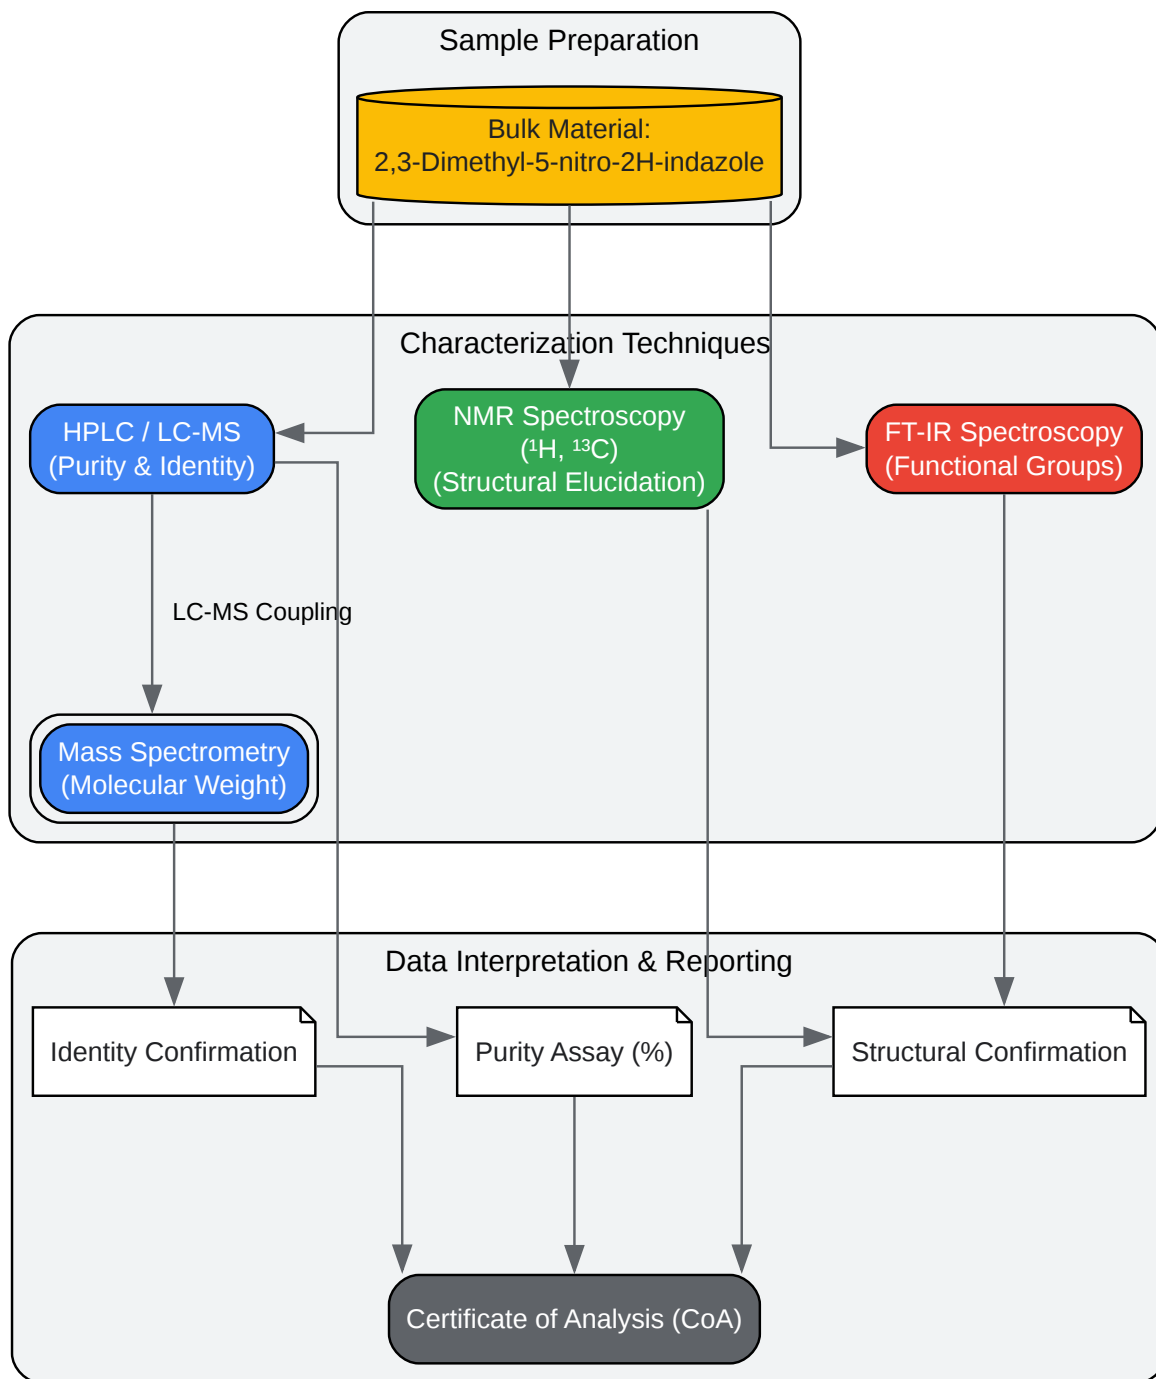 Sample Preparation
Bulk Material:
2,3-Dimethyl-5-nitro-2H-indazole
Characterization Techniques
HPLC / LC-MS
(Purity & Identity)
NMR Spectroscopy
(¹H, ¹³C)
(Structural Elucidation)
FT-IR Spectroscopy
(Functional Groups)
LC-MS Coupling
Mass Spectrometry
(Molecular Weight)
Data Interpretation & Reporting
Identity Confirmation
Purity Assay (%)
Structural Confirmation
Certificate of Analysis (CoA)